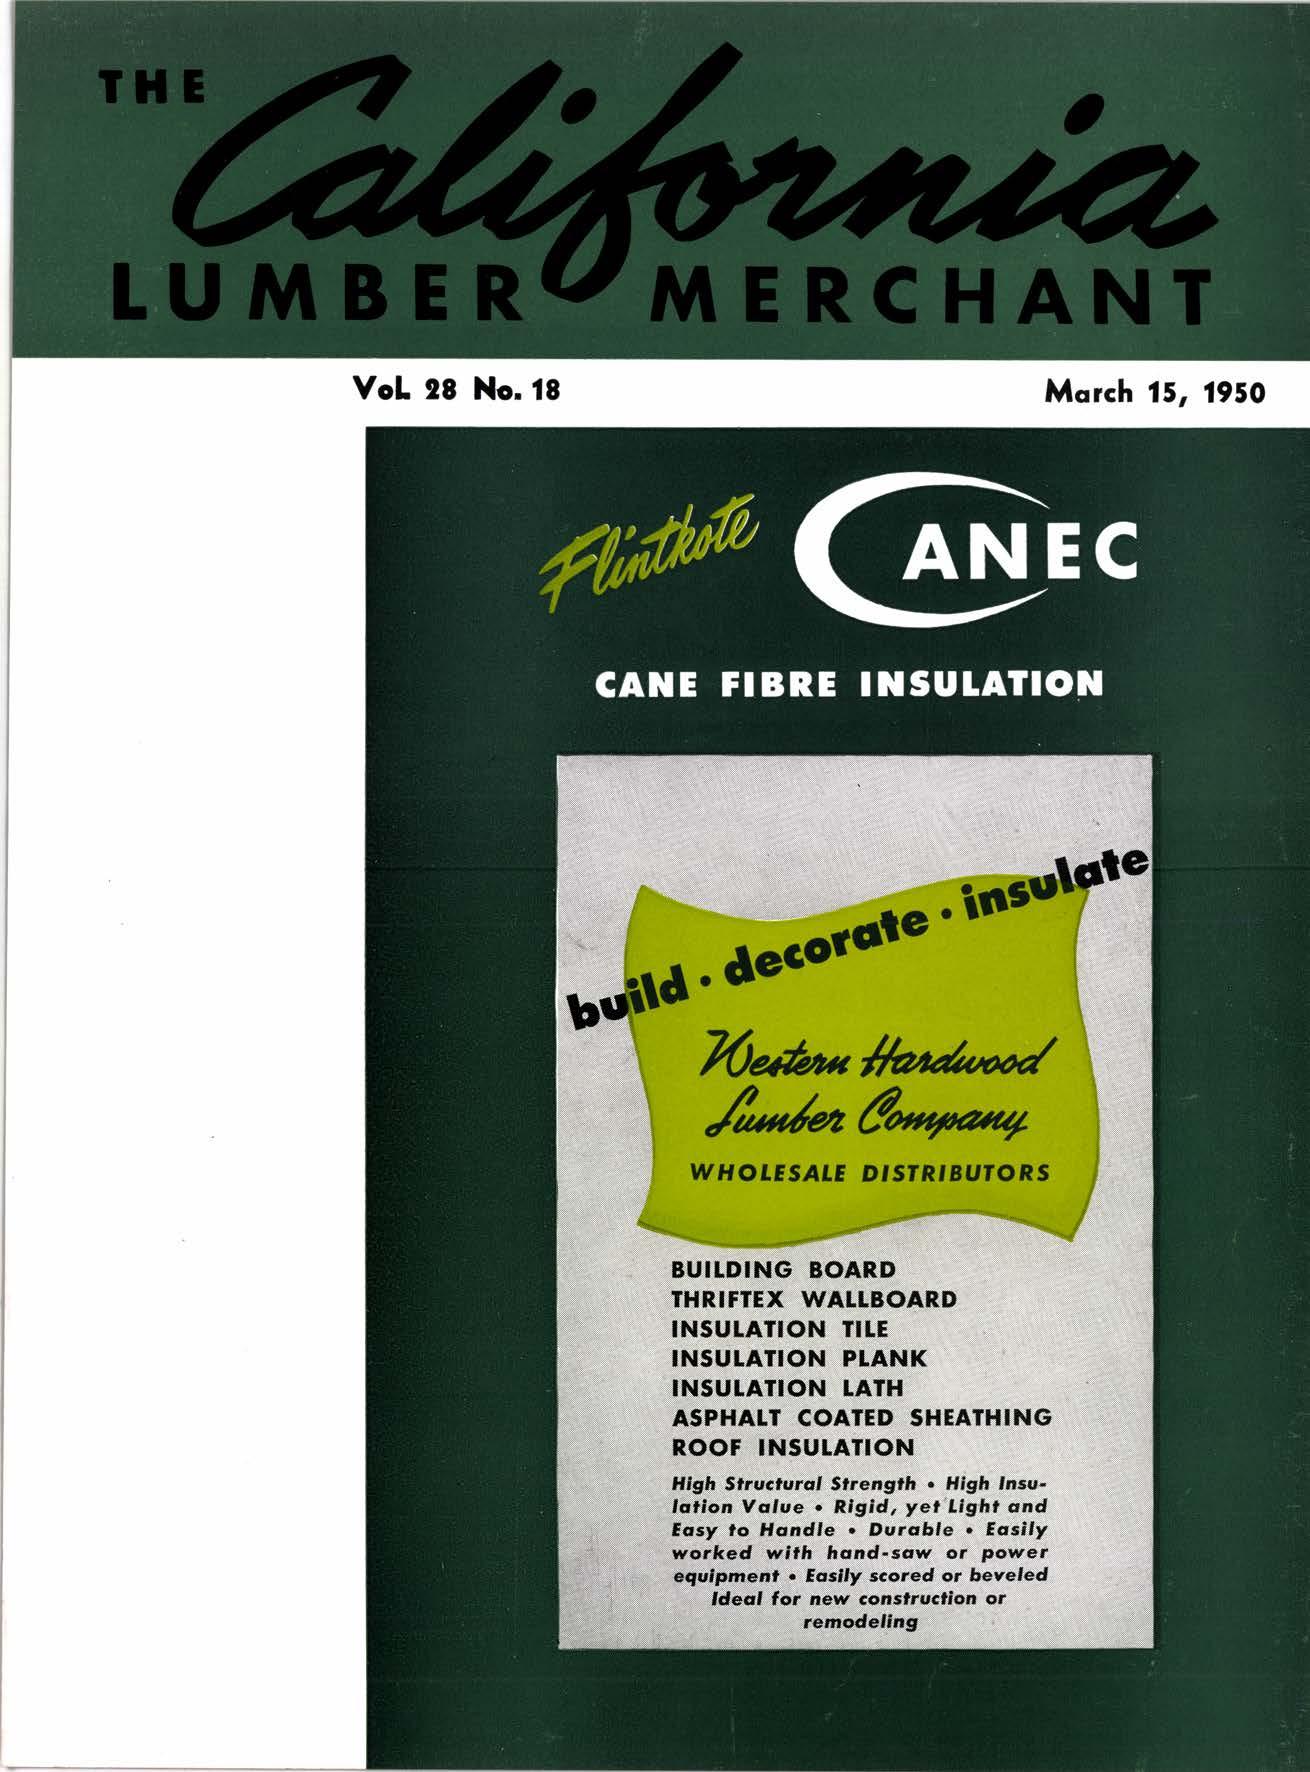 THE
California
LUMBER MERCHANT
Vol. 28 No. 18
March 15, 1950
Flintkote CANEC
CANE FIBRE INSULATION
build • decorate • insulate
Western Hardwood
Lumber Company
WHOLESALE DISTRIBUTORS
BUILDING BOARD
THRIFTEX WALLBOARD
INSULATION TILE
INSULATION PLANK
INSULATION LATH
ASPHALT COATED SHEATHING
ROOF INSULATION
High Structural Strength • High Insu-
lation Value • Rigid, yet Light and
Easy to Handle • Durable • Easily
worked with hand-saw or power
equipment • Easily scored or beveled
Ideal for new construction or
remodeling